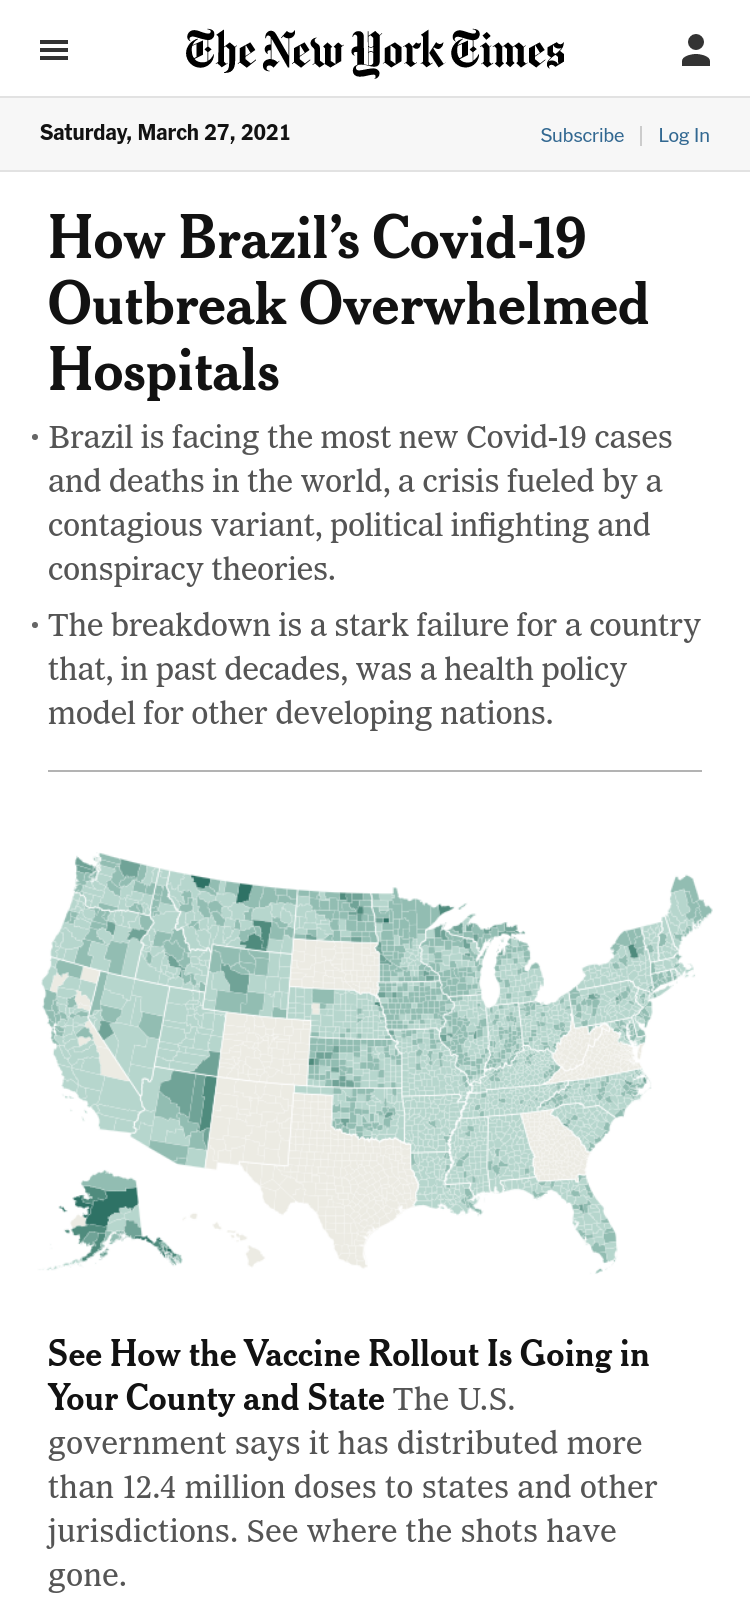 The New York Times
Saturday, March 27, 2021
Subscribe | Log In
How Brazil’s Covid-19
Outbreak Overwhelmed
Hospitals
• Brazil is facing the most new Covid-19 cases
and deaths in the world, a crisis fueled by a
contagious variant, political infighting and
conspiracy theories.
• The breakdown is a stark failure for a country
that, in past decades, was a health policy
model for other developing nations.
See How the Vaccine Rollout Is Going in
Your County and State The U.S.
government says it has distributed more
than 12.4 million doses to states and other
jurisdictions. See where the shots have
gone.